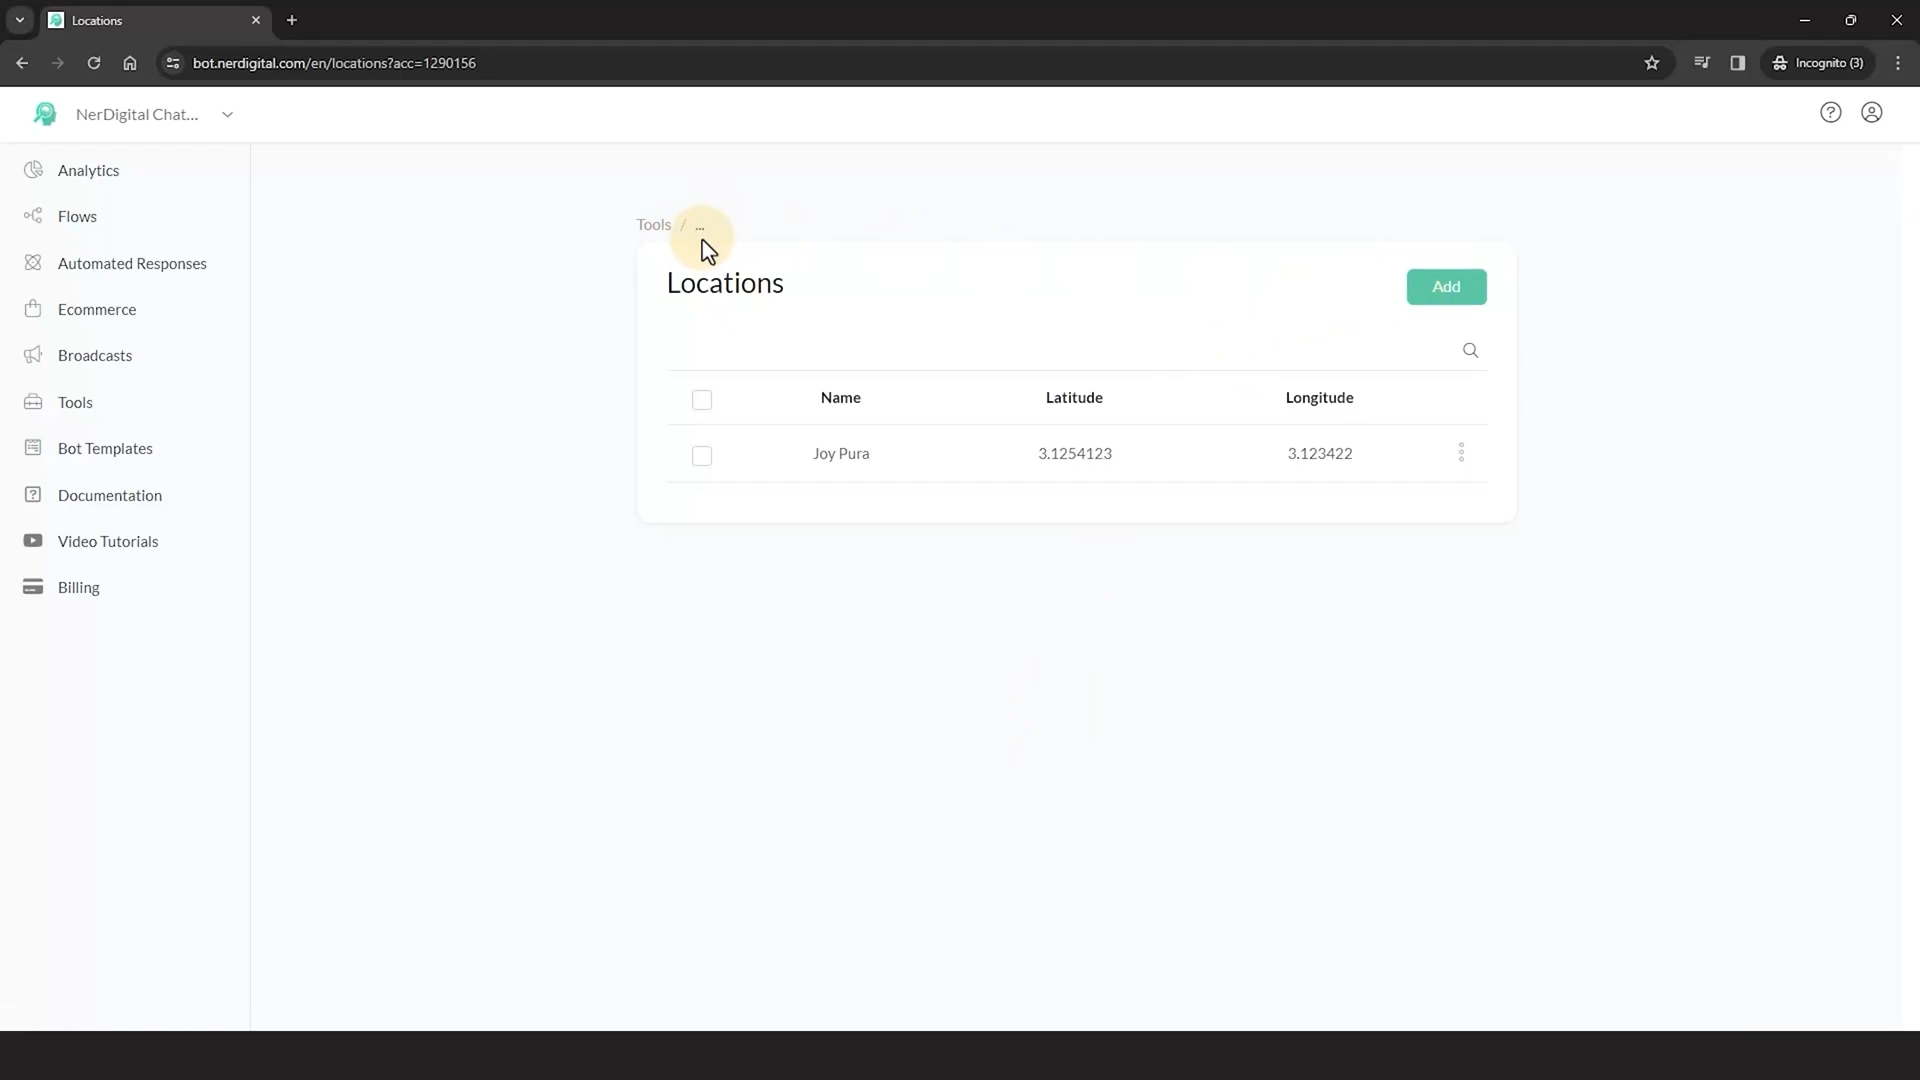 Locations
bot.nerdigital.com/en/locations?acc=1290156
Incognito (3)
NerDigital Chat...
Analytics
Flows
Automated Responses
Ecommerce
Broadcasts
Tools
Bot Templates
Documentation
Video Tutorials
Billing
Tools / ...
Locations
Add
Name Latitude Longitude
Joy Pura 3.1254123 3.123422